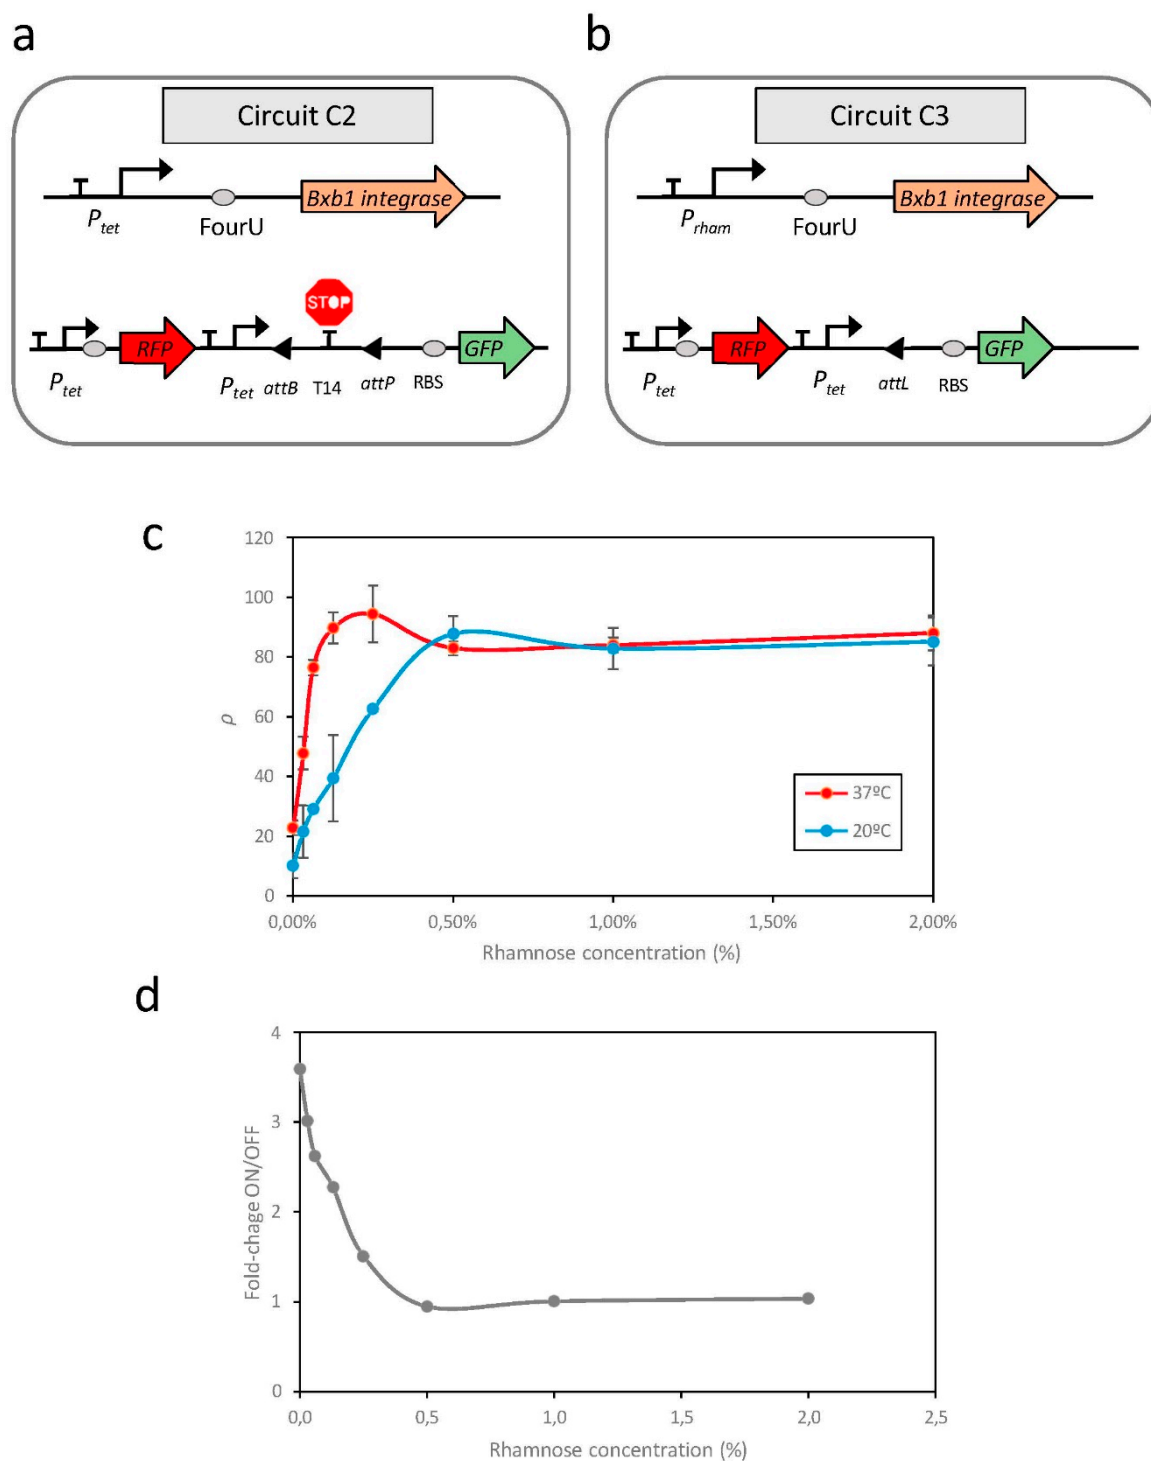 a
b
Circuit C2
Circuit C3
Bxb1 integrase
Bxb1 integrase
P_tet
FourU
P_rham
FourU
STOP
RFP
GFP
RFP
GFP
P_tet
P_tet attB T14 attP RBS
P_tet
P_tet
attL
RBS
c
120
100
80
60
40
20
0
ρ
37ºC
20ºC
0,00%
0,50%
1,00%
1,50%
2,00%
Rhamnose concentration (%)
d
4
3
2
1
0
Fold-chage ON/OFF
0,0
0,5
1,0
1,5
2,0
2,5
Rhamnose concentration (%)